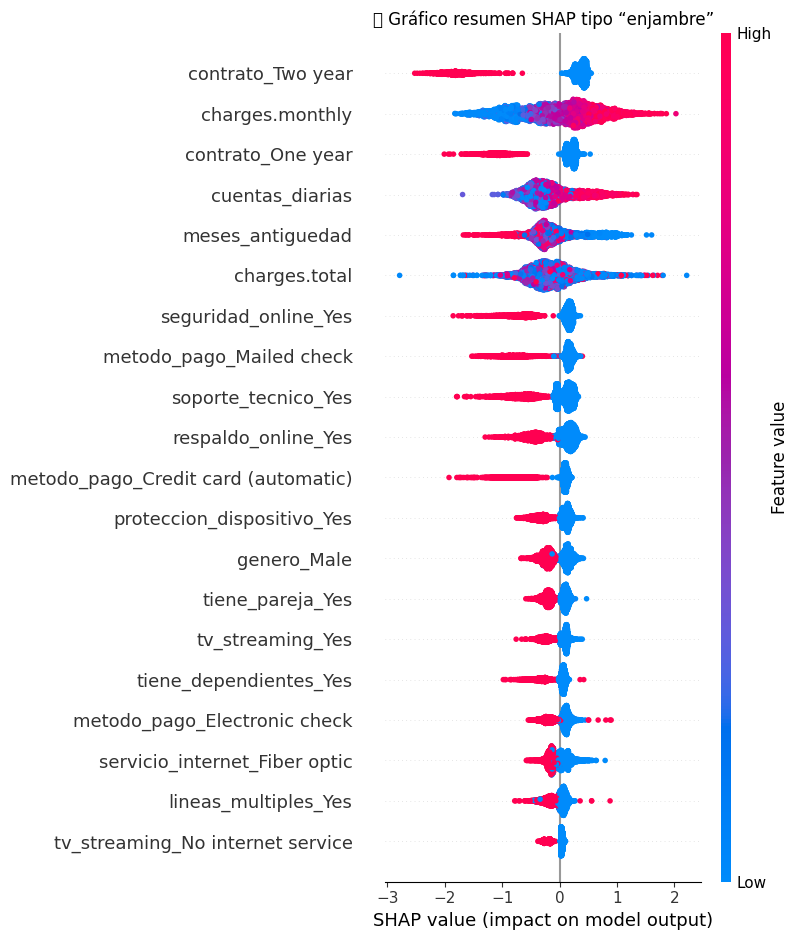 ▯ Gráfico resumen SHAP tipo “enjambre”
High
contrato_Two year
charges.monthly
contrato_One year
cuentas_diarias
meses_antiguedad
charges.total
seguridad_online_Yes
metodo_pago_Mailed check
soporte_tecnico_Yes
respaldo_online_Yes
metodo_pago_Credit card (automatic)
proteccion_dispositivo_Yes
genero_Male
tiene_pareja_Yes
tv_streaming_Yes
tiene_dependientes_Yes
metodo_pago_Electronic check
servicio_internet_Fiber optic
lineas_multiples_Yes
tv_streaming_No internet service
Feature value
Low
−3 −2 −1 0 1 2
SHAP value (impact on model output)